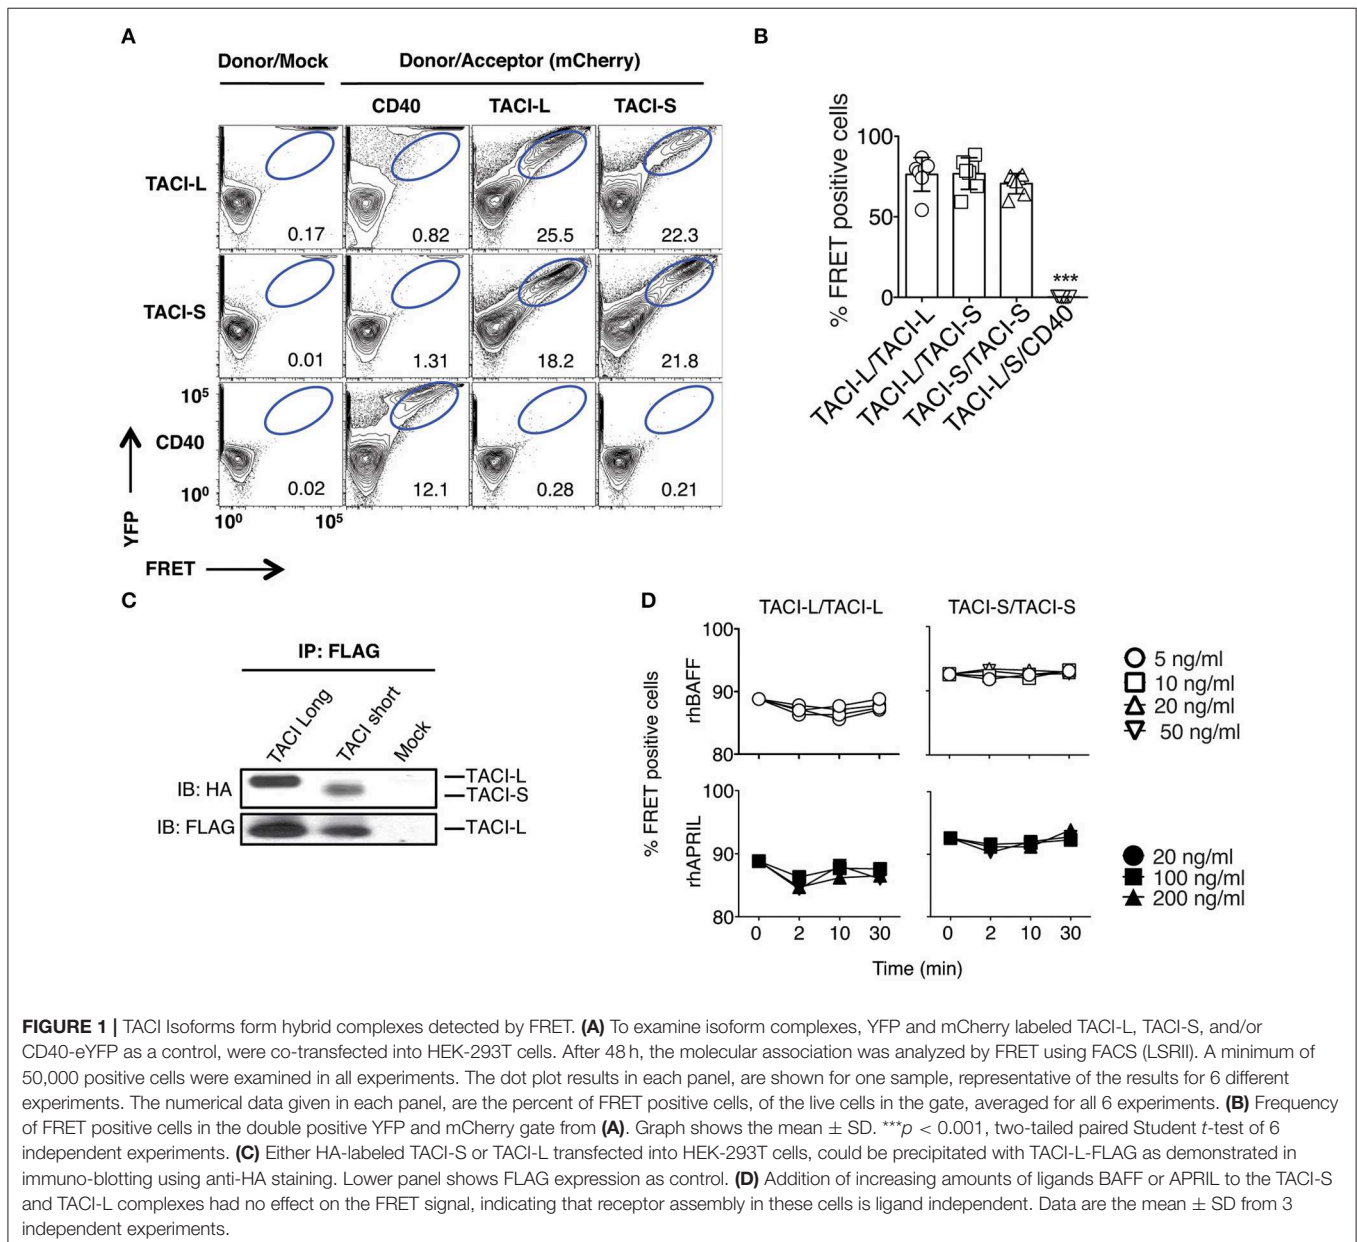 A
Donor/Mock
Donor/Acceptor (mCherry)
CD40
TACI-L
TACI-S
TACI-L
0.17
0.82
25.5
22.3
TACI-S
0.01
1.31
18.2
21.8
10⁵
CD40
10⁰
0.02
12.1
0.28
0.21
10⁰
10⁵
YFP
FRET
B
% FRET positive cells
100
50
0
***
TACI-L/TACI-L
TACI-L/TACI-S
TACI-S/TACI-S
TACI-L/S/CD40
C
IP: FLAG
TACI Long
TACI short
Mock
IB: HA
TACI-L
TACI-S
IB: FLAG
TACI-L
D
TACI-L/TACI-L
TACI-S/TACI-S
% FRET positive cells
rhBAFF
100
90
80
5 ng/ml
10 ng/ml
20 ng/ml
50 ng/ml
rhAPRIL
100
90
80
20 ng/ml
100 ng/ml
200 ng/ml
0 2 10 30
0 2 10 30
Time (min)
FIGURE 1 | TACI Isoforms form hybrid complexes detected by FRET. (A) To examine isoform complexes, YFP and mCherry labeled TACI-L, TACI-S, and/or
CD40-eYFP as a control, were co-transfected into HEK-293T cells. After 48 h, the molecular association was analyzed by FRET using FACS (LSRII). A minimum of
50,000 positive cells were examined in all experiments. The dot plot results in each panel, are shown for one sample, representative of the results for 6 different
experiments. The numerical data given in each panel, are the percent of FRET positive cells, of the live cells in the gate, averaged for all 6 experiments. (B) Frequency
of FRET positive cells in the double positive YFP and mCherry gate from (A). Graph shows the mean ± SD. ***p < 0.001, two-tailed paired Student t-test of 6
independent experiments. (C) Either HA-labeled TACI-S or TACI-L transfected into HEK-293T cells, could be precipitated with TACI-L-FLAG as demonstrated in
immuno-blotting using anti-HA staining. Lower panel shows FLAG expression as control. (D) Addition of increasing amounts of ligands BAFF or APRIL to the TACI-S
and TACI-L complexes had no effect on the FRET signal, indicating that receptor assembly in these cells is ligand independent. Data are the mean ± SD from 3
independent experiments.